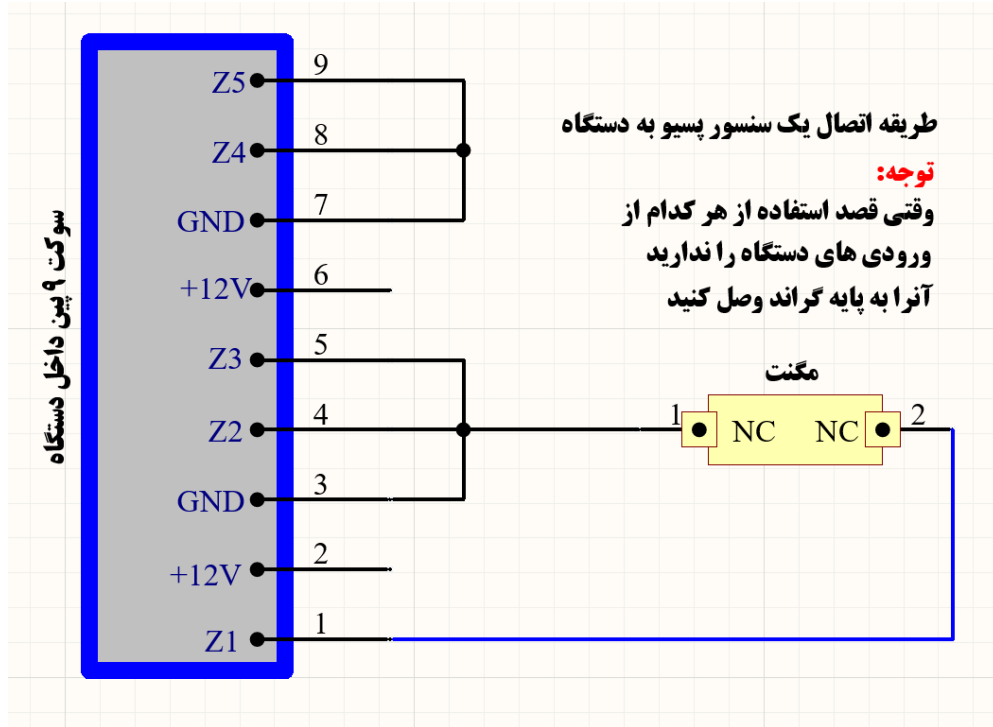 طریقه اتصال یک سنسور پسیو به دستگاه
توجه:
وقتی قصد استفاده از هر کدام از
ورودی های دستگاه را ندارید
آنرا به پایه گراند وصل کنید
سوکت ۹ پین داخل دستگاه
Z5 9
Z4 8
GND 7
+12V 6
Z3 5
Z2 4
GND 3
+12V 2
Z1 1
مگنت
1 NC NC 2